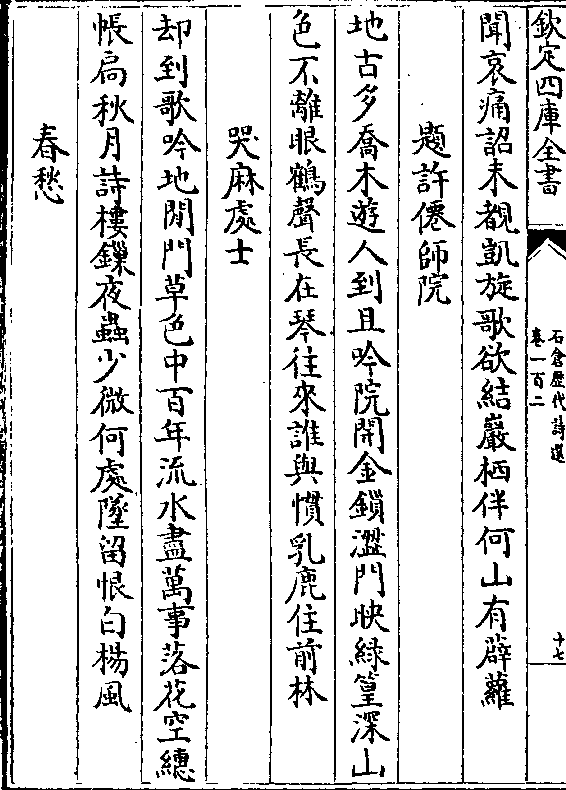 欽定四庫全書
石倉歴代詩選
卷一百二
十七
聞哀痛詔未覩凱旋歌欲結巖栖伴何山有薜蘿
題許僊師院
地古多喬木遊人到且吟院開金鎖澀門映緑篁深山
色不離眼鶴聲長在琴往來誰與慣乳鹿住前林
哭麻處士
却到歌吟地閒門草色中百年流水盡萬事落花空繐
帳扃秋月詩樓鏁夜蟲少微何處墜留恨白楊風
春愁